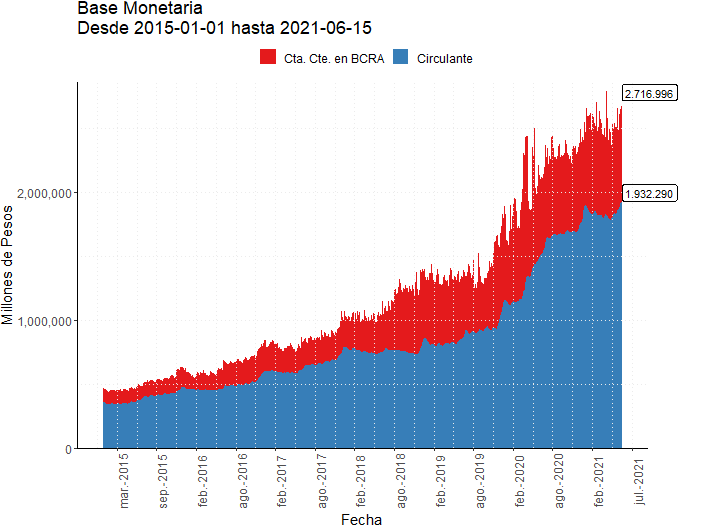 Base Monetaria
Desde 2015-01-01 hasta 2021-06-15
Cta. Cte. en BCRA
Circulante
Millones de Pesos
2,000,000
1,000,000
0
2.716.996
1.932.290
mar.-2015
sep.-2015
feb.-2016
ago.-2016
feb.-2017
ago.-2017
feb.-2018
ago.-2018
feb.-2019
ago.-2019
feb.-2020
ago.-2020
feb.-2021
jul.-2021
Fecha